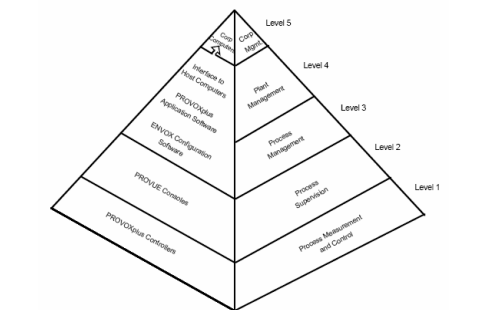 Level 5
Corp
Computers
Corp
Mgmt.
Level 4
Interface to
Host Computers
Plant
Management
PROVOXplus
Application Software
Level 3
ENVOX Configuration
Software
Process
Management
Level 2
PROVUE Consoles
Process
Supervision
Level 1
PROVOXplus Controllers
Process Measurement
and Control